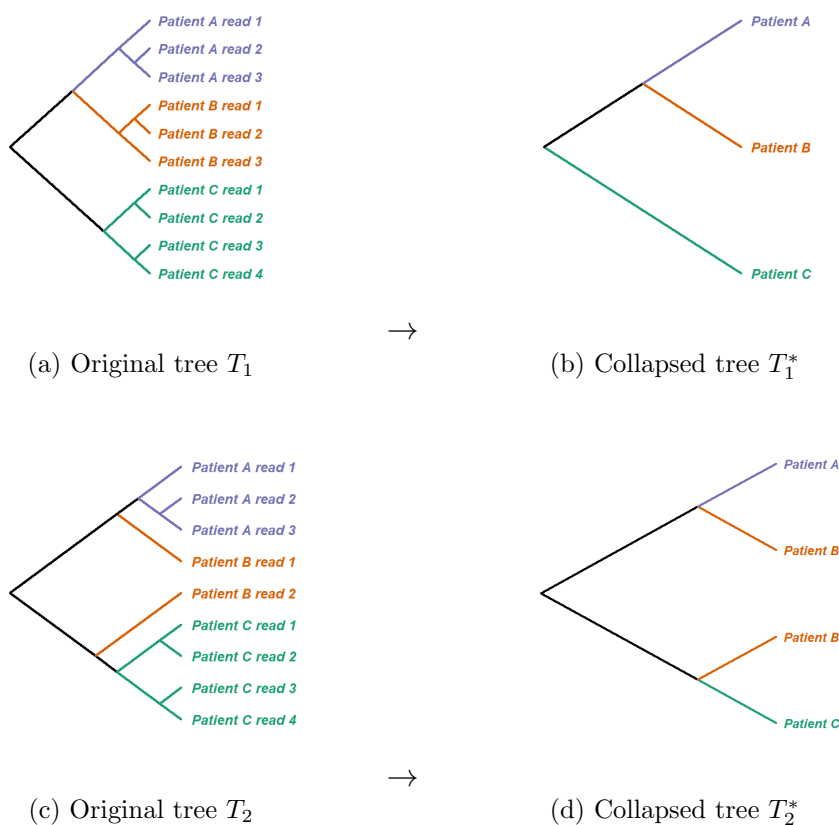 Patient A read 1
Patient A read 2
Patient A read 3
Patient B read 1
Patient B read 2
Patient B read 3
Patient C read 1
Patient C read 2
Patient C read 3
Patient C read 4
(a) Original tree T₁
→
Patient A
Patient B
Patient C
(b) Collapsed tree T₁*
Patient A read 1
Patient A read 2
Patient A read 3
Patient B read 1
Patient B read 2
Patient C read 1
Patient C read 2
Patient C read 3
Patient C read 4
(c) Original tree T₂
→
Patient A
Patient B
Patient B
Patient C
(d) Collapsed tree T₂*